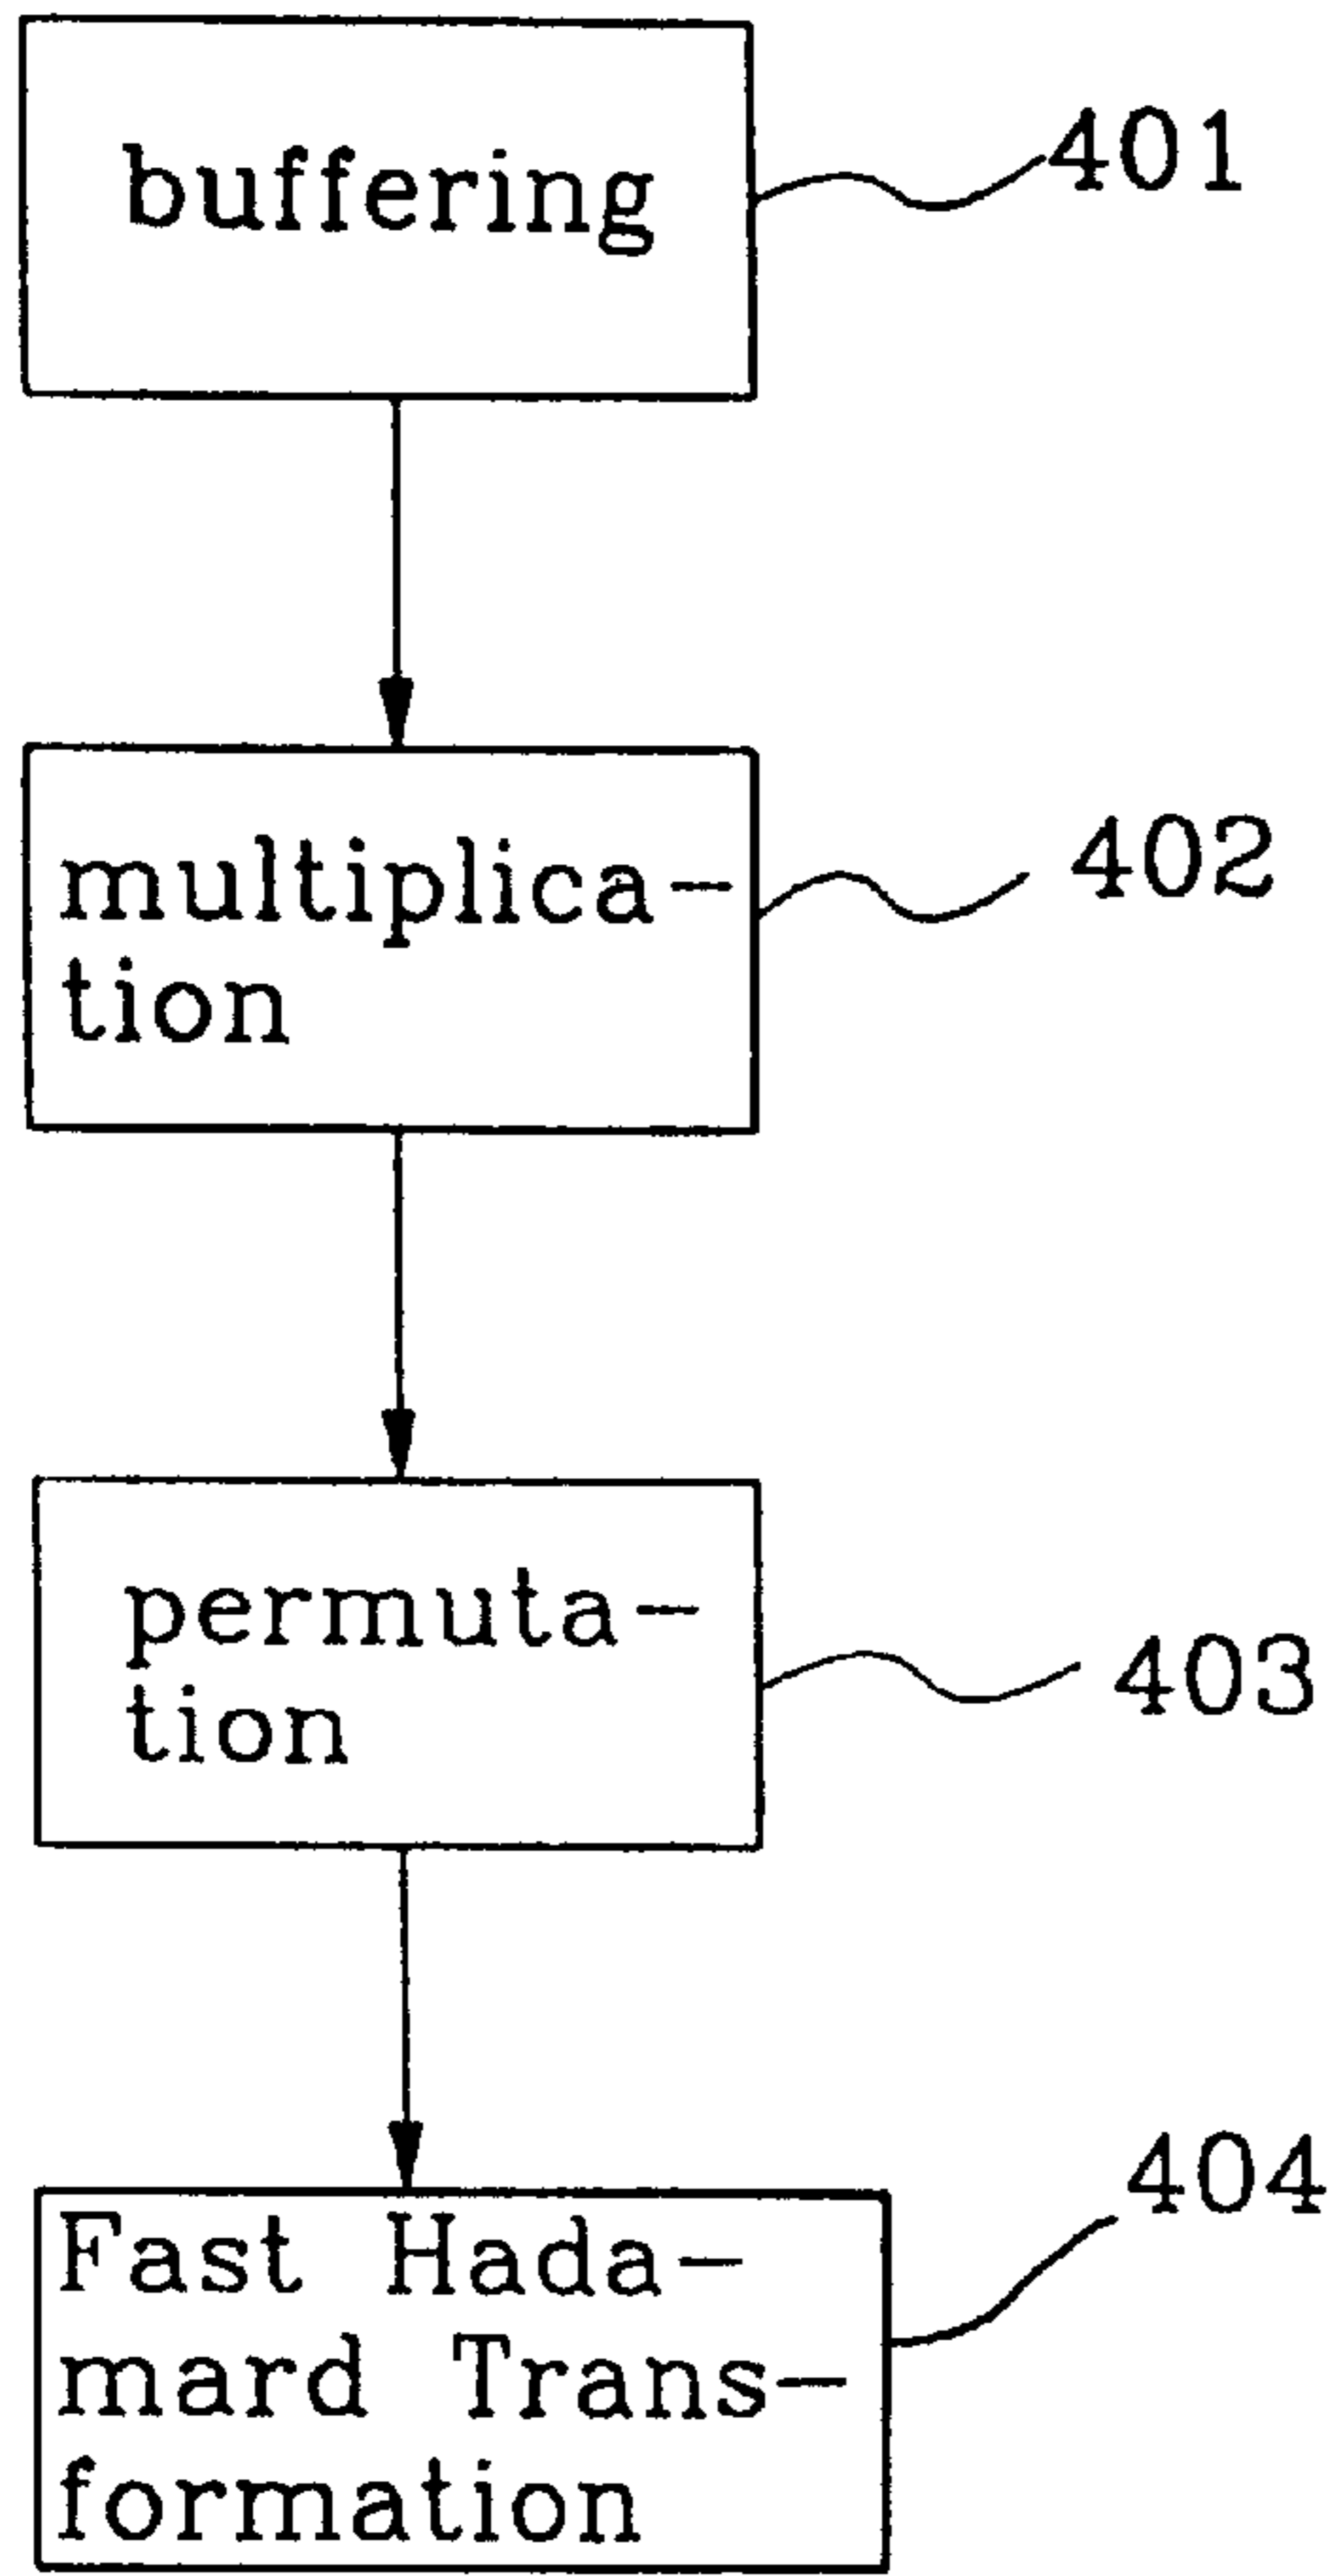 buffering
401
multiplica-
tion
402
permuta-
tion
403
Fast Hada-
mard Trans-
formation
404